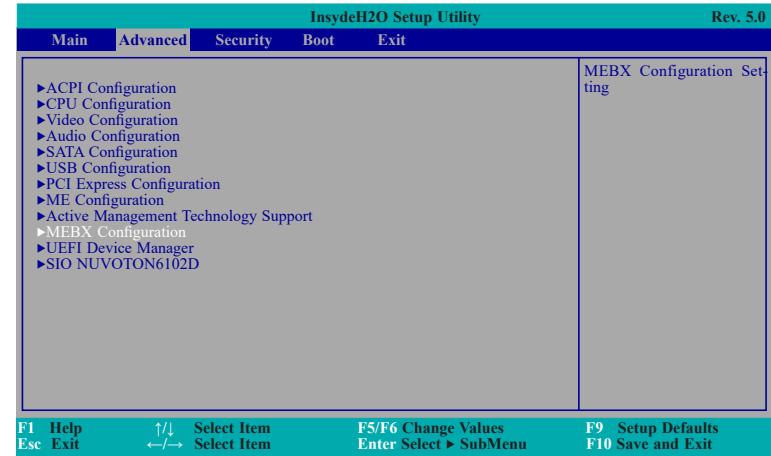 InsydeH2O Setup Utility Rev. 5.0
Main Advanced Security Boot Exit
►ACPI Configuration
►CPU Configuration
►Video Configuration
►Audio Configuration
►SATA Configuration
►USB Configuration
►PCI Express Configuration
►ME Configuration
►Active Management Technology Support
►MEBX Configuration
►UEFI Device Manager
►SIO NUVOTON6102D
MEBX Configuration Set-
ting
F1 Help ↑/↓ Select Item F5/F6 Change Values F9 Setup Defaults
Esc Exit ←/→ Select Item Enter Select ► SubMenu F10 Save and Exit